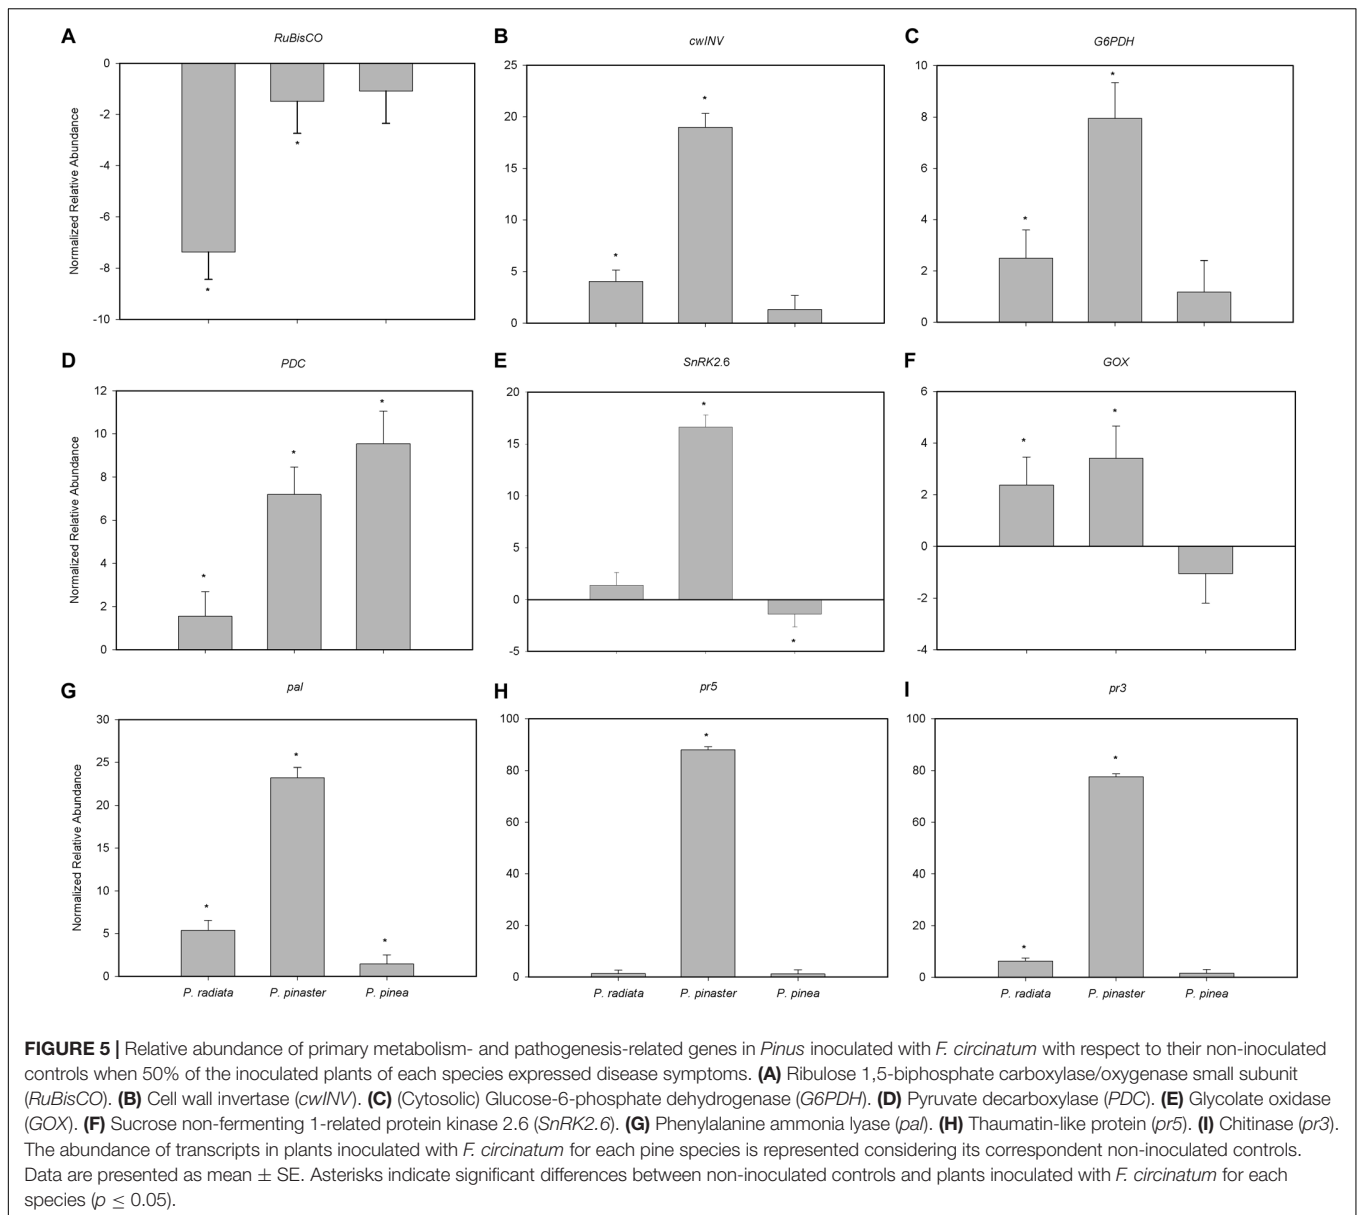 A
RuBisCO
Normalized Relative Abundance
0
-2
-4
-6
-8
-10
*
*
B
cwINV
25
20
15
10
5
0
*
*
C
G6PDH
10
8
6
4
2
0
*
*
D
PDC
Normalized Relative Abundance
12
10
8
6
4
2
0
*
*
*
E
SnRK2.6
20
15
10
5
0
-5
*
*
F
GOX
6
4
2
0
-2
-4
*
*
G
pal
Normalized Relative Abundance
30
25
20
15
10
5
0
*
*
*
P. radiata P. pinaster P. pinea
H
pr5
100
80
60
40
20
0
*
P. radiata P. pinaster P. pinea
I
pr3
100
80
60
40
20
0
*
*
P. radiata P. pinaster P. pinea
FIGURE 5 | Relative abundance of primary metabolism- and pathogenesis-related genes in Pinus inoculated with F. circinatum with respect to their non-inoculated
controls when 50% of the inoculated plants of each species expressed disease symptoms. (A) Ribulose 1,5-biphosphate carboxylase/oxygenase small subunit
(RuBisCO). (B) Cell wall invertase (cwINV). (C) (Cytosolic) Glucose-6-phosphate dehydrogenase (G6PDH). (D) Pyruvate decarboxylase (PDC). (E) Glycolate oxidase
(GOX). (F) Sucrose non-fermenting 1-related protein kinase 2.6 (SnRK2.6). (G) Phenylalanine ammonia lyase (pal). (H) Thaumatin-like protein (pr5). (I) Chitinase (pr3).
The abundance of transcripts in plants inoculated with F. circinatum for each pine species is represented considering its correspondent non-inoculated controls.
Data are presented as mean ± SE. Asterisks indicate significant differences between non-inoculated controls and plants inoculated with F. circinatum for each
species (p ≤ 0.05).